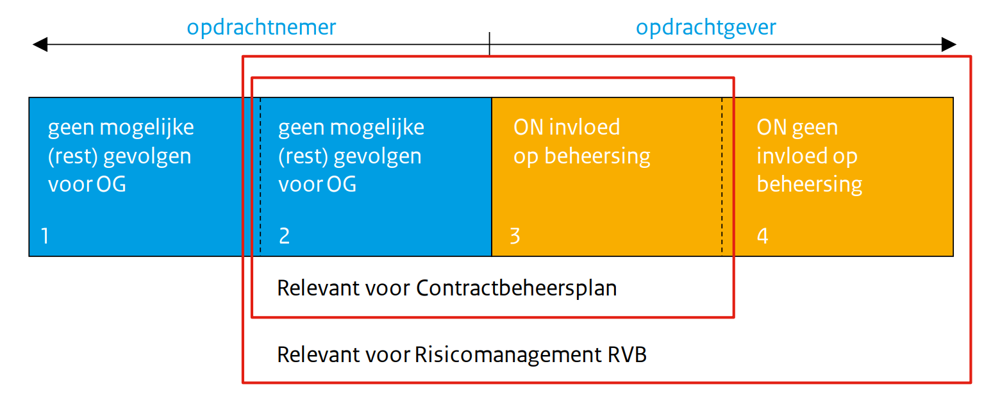 opdrachtnemer
opdrachtgever
geen mogelijke
(rest) gevolgen
voor OG
1
geen mogelijke
(rest) gevolgen
voor OG
2
ON invloed
op beheersing
3
ON geen
invloed op
beheersing
4
Relevant voor Contractbeheersplan
Relevant voor Risicomanagement RVB